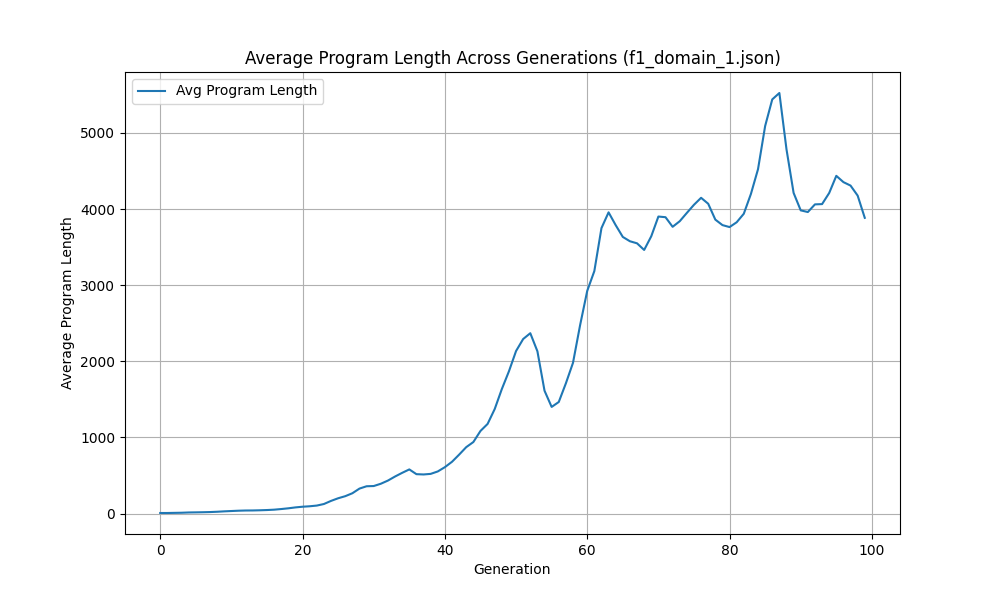 Average Program Length Across Generations (f1_domain_1.json)
Avg Program Length
Average Program Length
5000
4000
3000
2000
1000
0
0 20 40 60 80 100
Generation